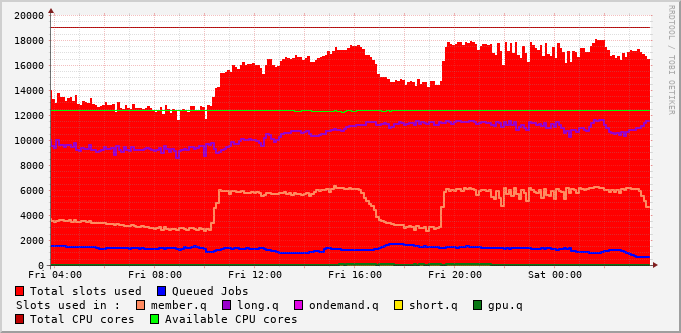 20000
18000
16000
14000
12000
10000
8000
6000
4000
2000
0
Fri 04:00 Fri 08:00 Fri 12:00 Fri 16:00 Fri 20:00 Sat 00:00
Total slots used Queued Jobs
Slots used in : member.q long.q ondemand.q short.q gpu.q
Total CPU cores Available CPU cores
RRDTOOL / TOBI OETIKER